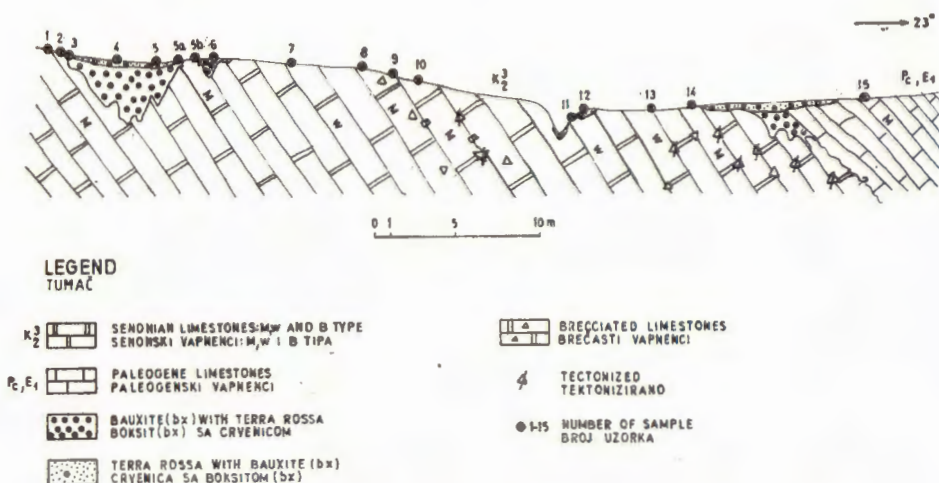 23°
1 2 3 4 5 5a 5b 6 7 8 9 10 K₂³ 11 12 13 14 15 Pc, E₁
M M M M M M M M
0 1 5 10 m
LEGEND
TUMAČ
K₂³ SENONIAN LIMESTONES: M,W AND B TYPE
SENONSKI VAPNENCI: M,W I B TIPA
Pc, E₁ PALEOGENE LIMESTONES
PALEOGENSKI VAPNENCI
BAUXITE (bx) WITH TERRA ROSSA
BOKSIT (bx) SA CRVENICOM
TERRA ROSSA WITH BAUXITE (bx)
CRVENICA SA BOKSITOM (bx)
BRECCIATED LIMESTONES
BREČASTI VAPNENCI
TECTONIZED
TEKTONIZIRANO
1-15 NUMBER OF SAMPLE
BROJ UZORKA